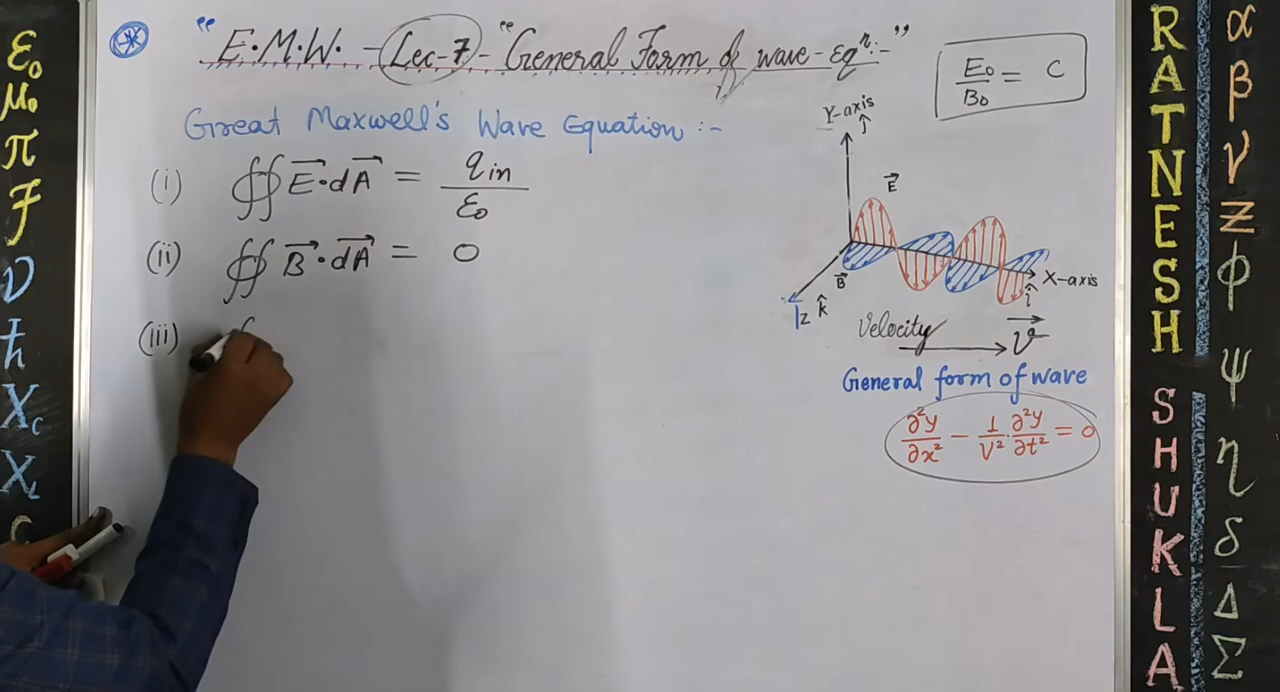 " E.M.W. - Lec-7 - "General Form of wave-Eqⁿ:- "
E₀/B₀ = C
Great Maxwell's Wave Equation :-
(i) ∯ E⃗·dA⃗ = q in / ε₀
(ii) ∯ B⃗·dA⃗ = 0
(iii)
Y-axis
ĵ
E⃗
B⃗
X-axis
î
Z k̂
Velocity V⃗
General form of wave
∂²y/∂x² - 1/V² · ∂²y/∂t² = 0
ε₀
μ₀
π
F
ν
ħ
X_C
X_L
RATNESH SHUKLA
α
β
γ
Z
ϕ
ψ
η
δ
Δ
Σ